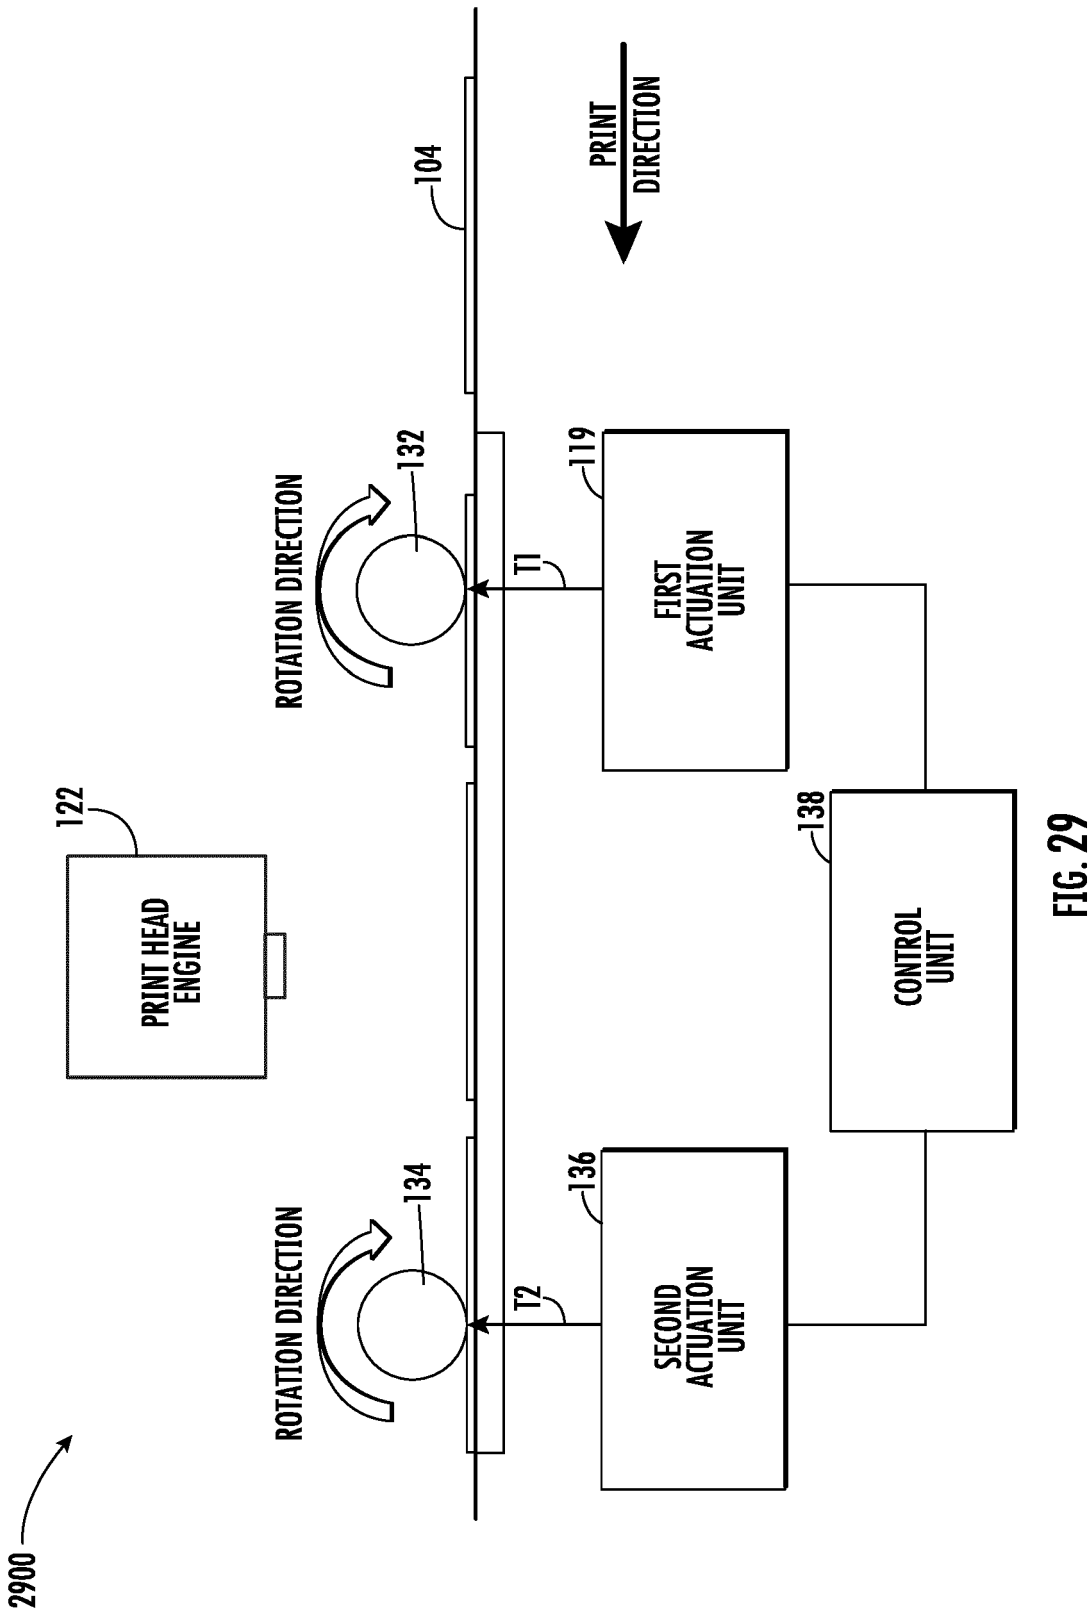 2900
122
PRINT HEAD
ENGINE
ROTATION DIRECTION
134
ROTATION DIRECTION
132
104
T2
T1
PRINT
DIRECTION
136
SECOND
ACTUATION
UNIT
119
FIRST
ACTUATION
UNIT
138
CONTROL
UNIT
FIG. 29